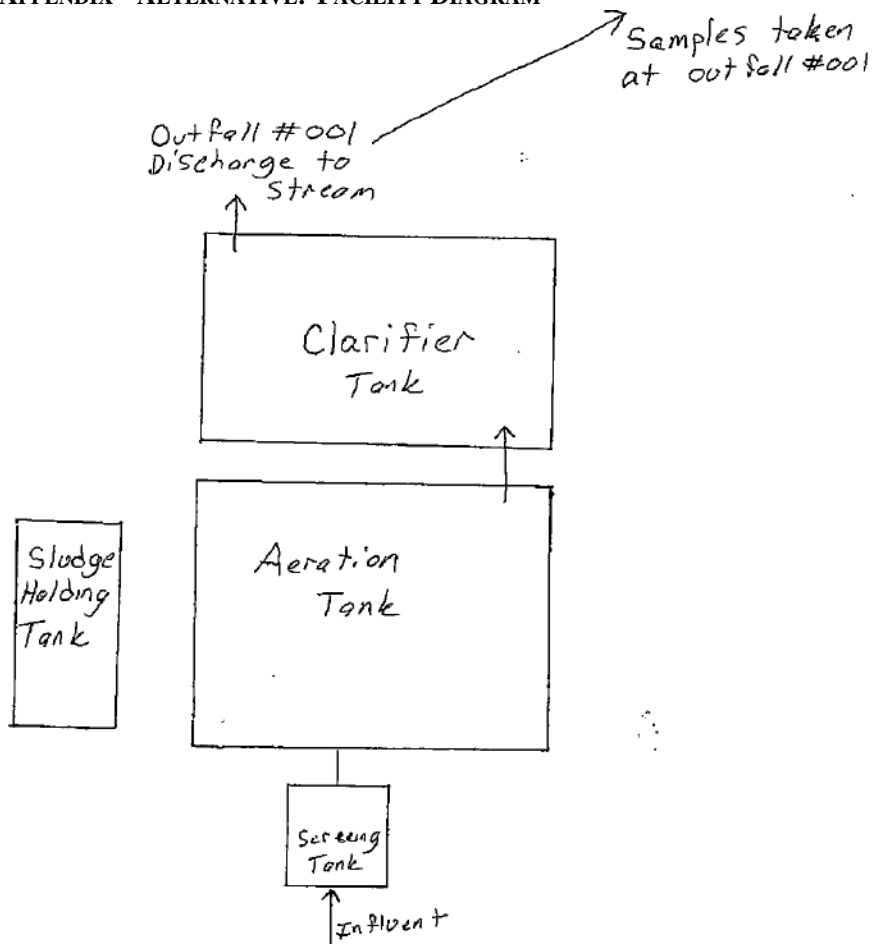 APPENDIX - ALTERNATIVE: FACILITY DIAGRAM
Samples taken
at outfall #001
Outfall #001
Discharge to
Stream
Clarifier
Tank
Aeration
Tank
Sludge
Holding
Tank
Tank
Influent